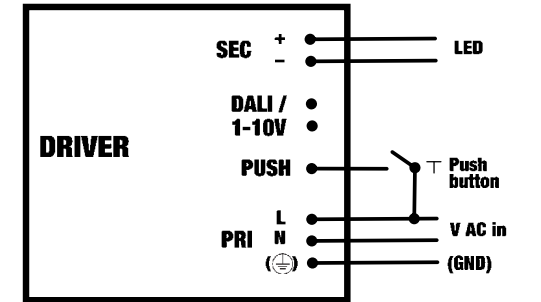 SEC + LED
−
DALI /
1-10V
DRIVER
PUSH Push
button
L
PRI N V AC in
(⏚) (GND)